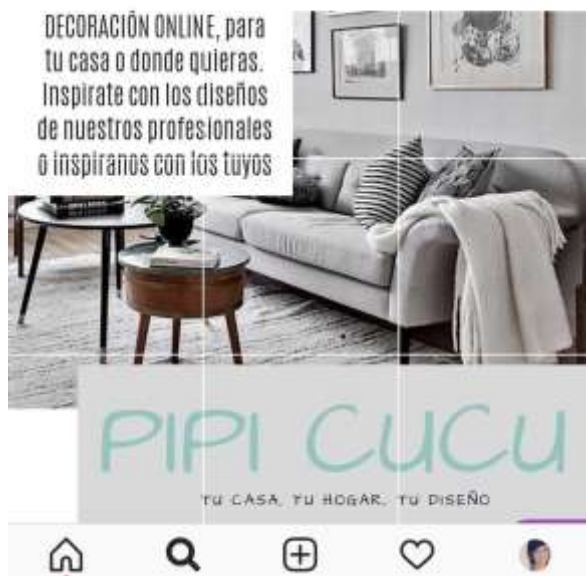 DECORACIÓN ONLINE, para
tu casa o donde quieras.
Inspirate con los diseños
de nuestros profesionales
o inspiranos con los tuyos
PIPI CUCU
TU CASA, TU HOGAR, TU DISEÑO